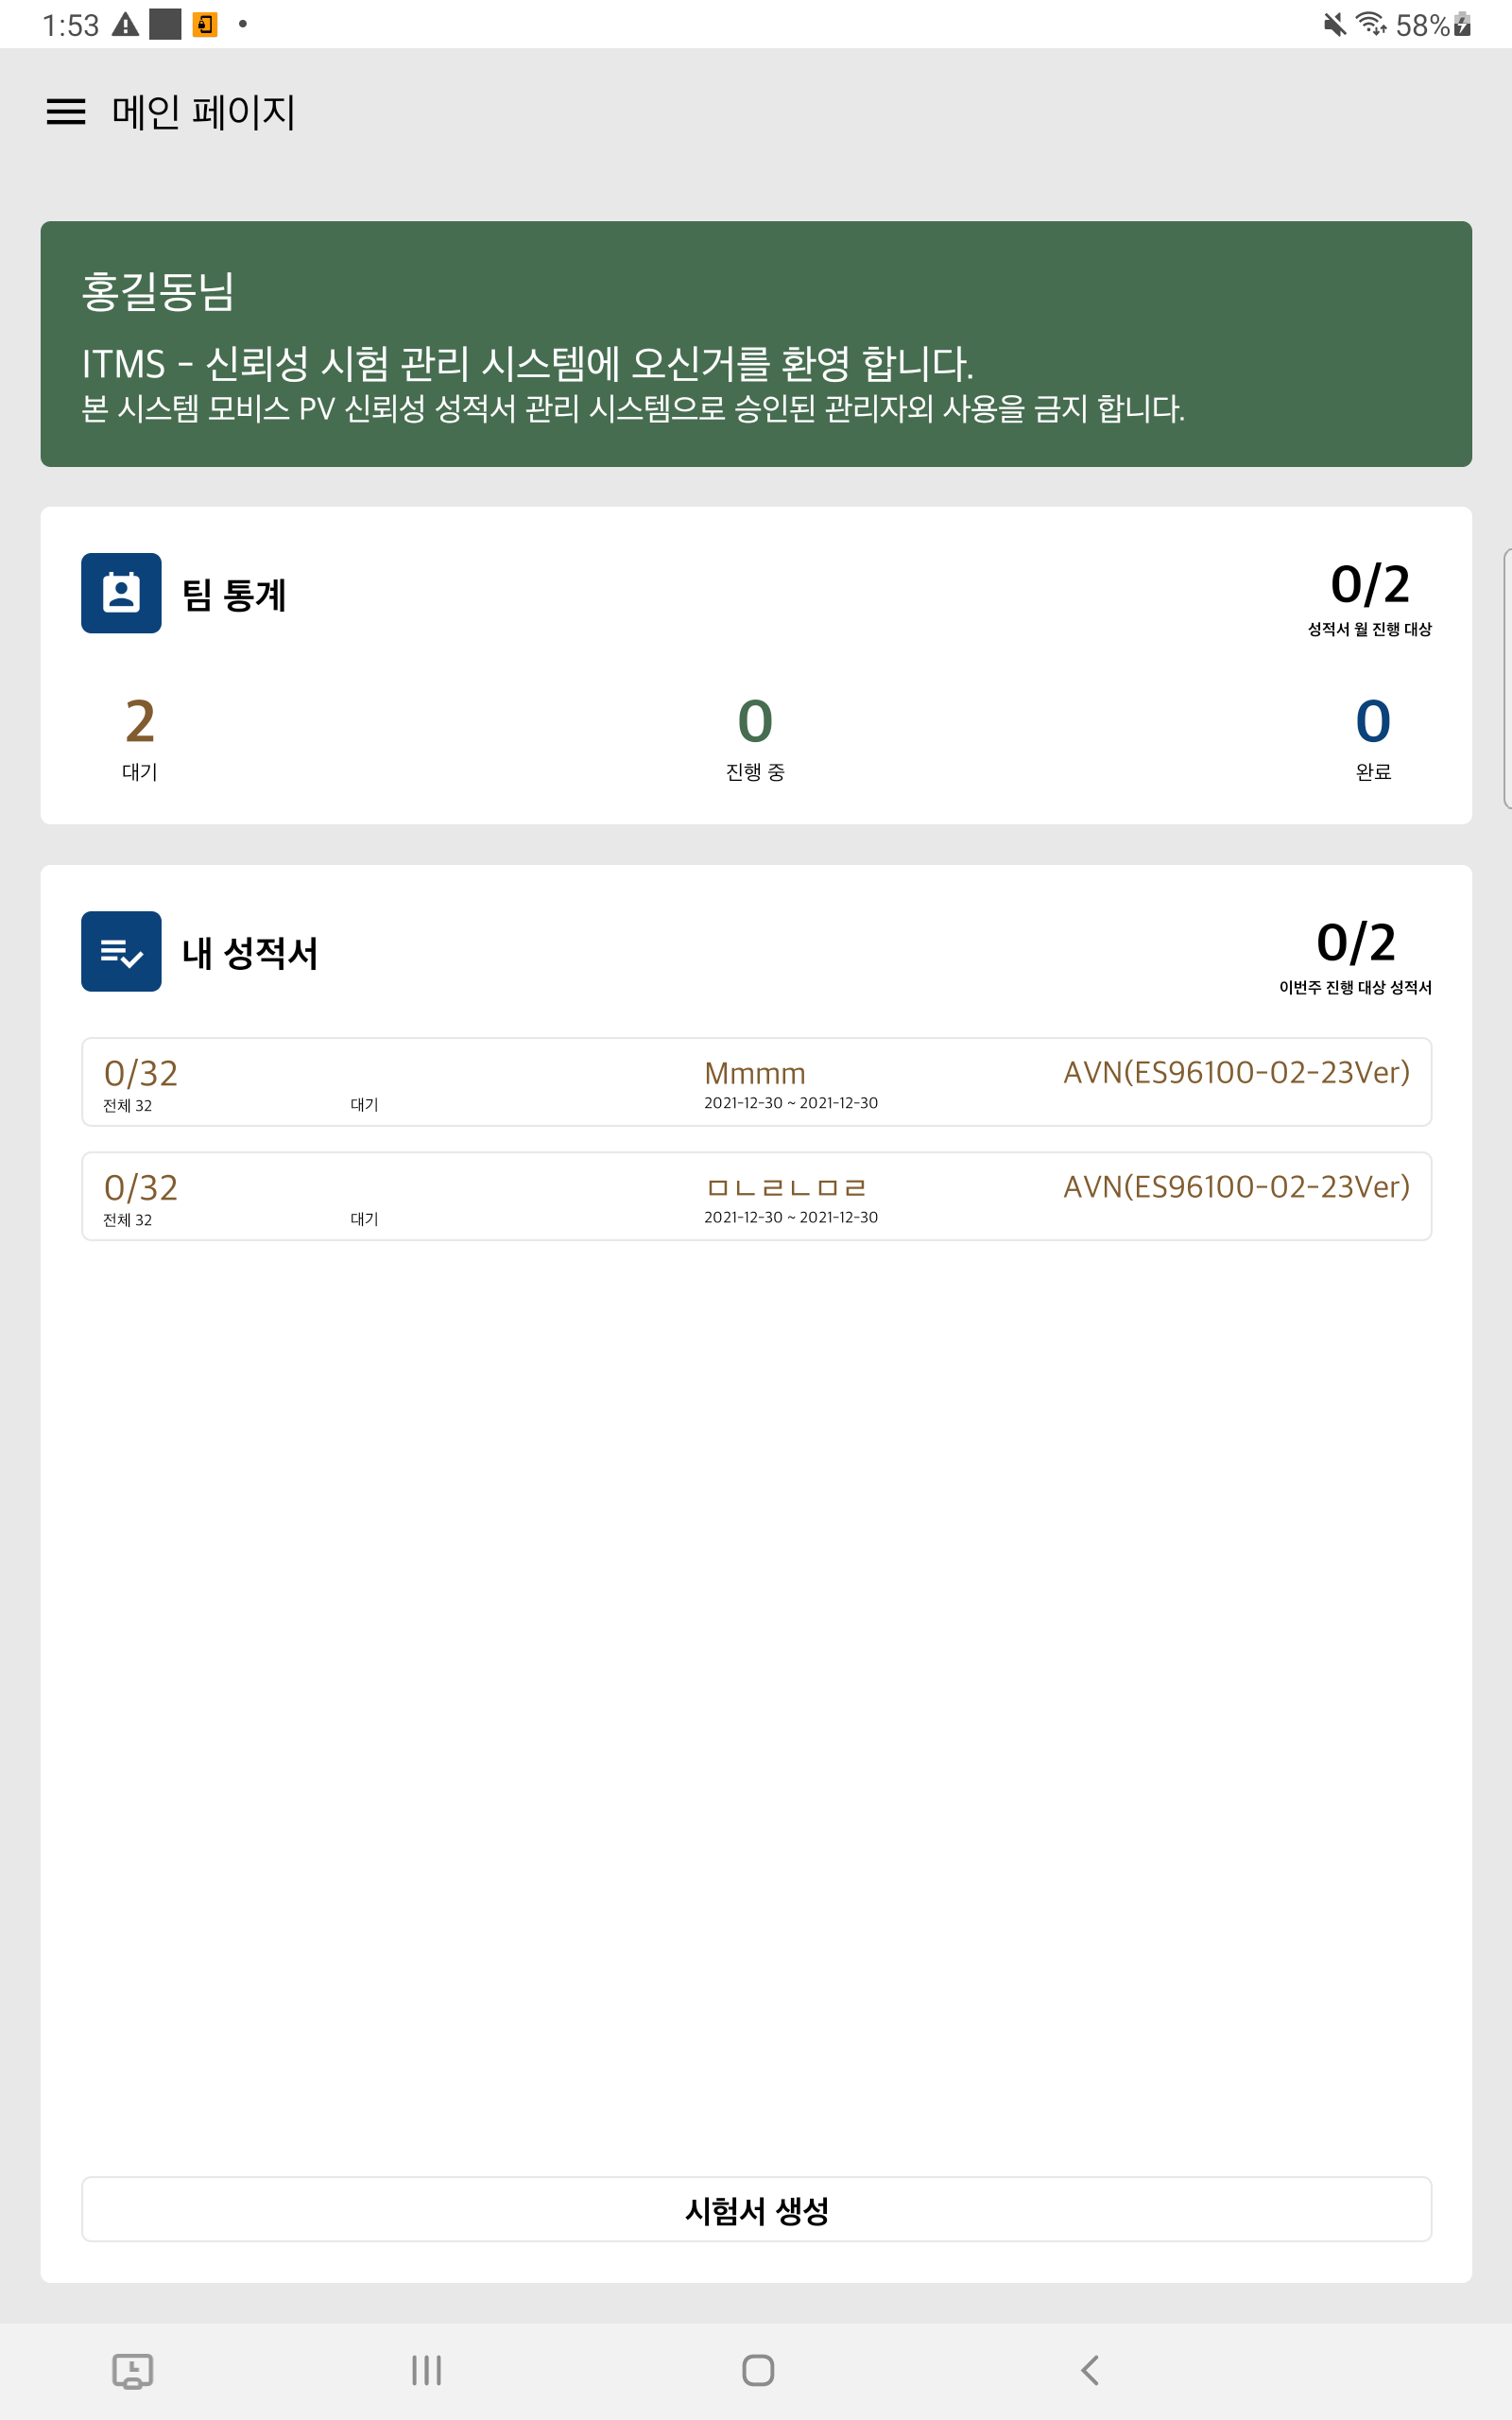 1:53
58%
메인 페이지
홍길동님
ITMS - 신뢰성 시험 관리 시스템에 오신거를 환영 합니다.
본 시스템 모비스 PV 신뢰성 성적서 관리 시스템으로 승인된 관리자외 사용을 금지 합니다.
팀 통계
0/2
성적서 월 진행 대상
2
대기
0
진행 중
0
완료
내 성적서
0/2
이번주 진행 대상 성적서
0/32
전체 32
대기
Mmmm
2021-12-30 ~ 2021-12-30
AVN(ES96100-02-23Ver)
0/32
전체 32
대기
ㅁㄴㄹㄴㅁㄹ
2021-12-30 ~ 2021-12-30
AVN(ES96100-02-23Ver)
시험서 생성